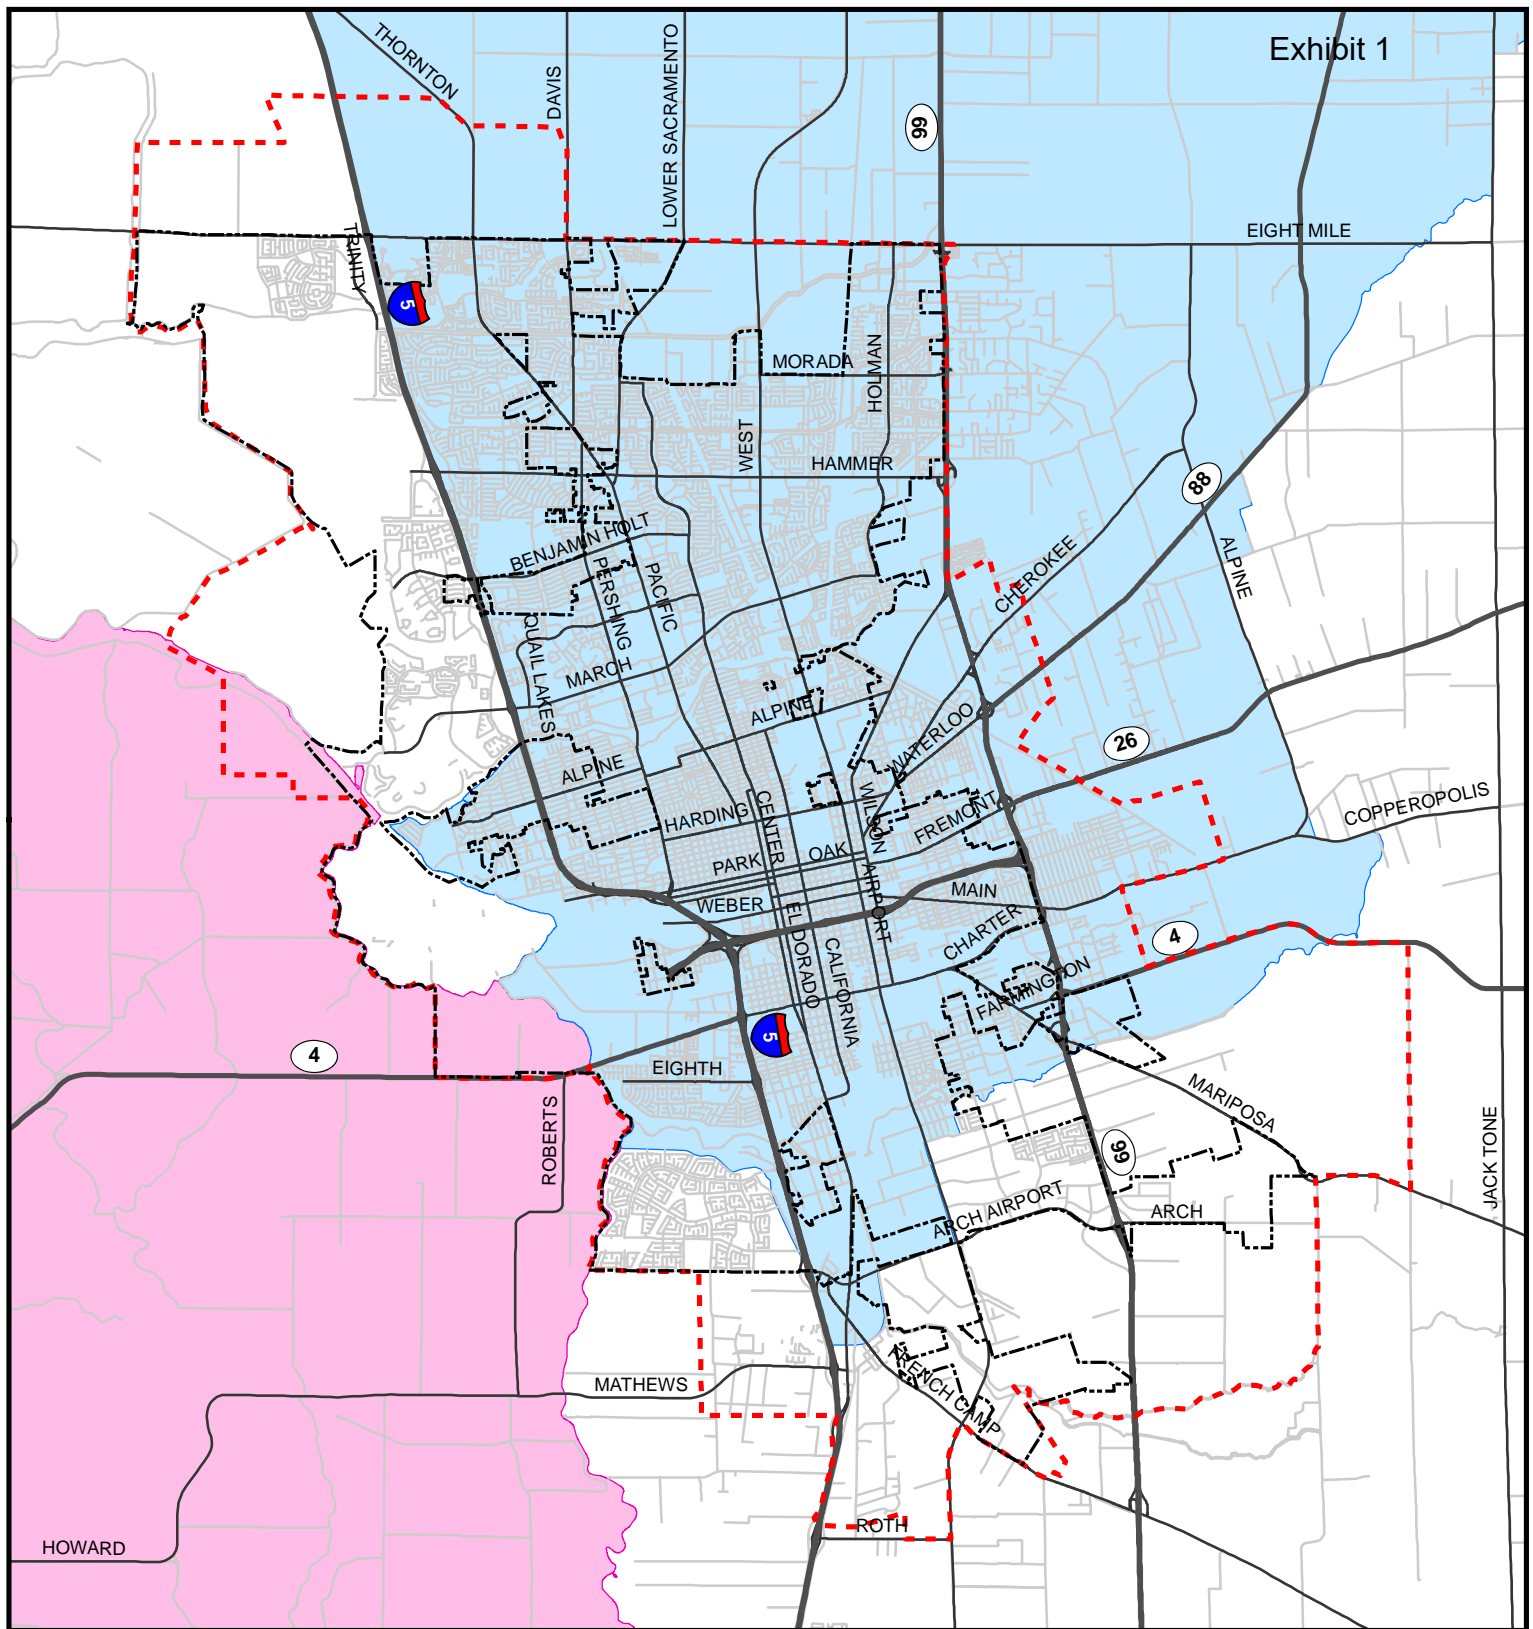 Exhibit 1
THORNTON
DAVIS
LOWER SACRAMENTO
99
EIGHT MILE
TRINITY
5
MORADA
HOLMAN
WEST
HAMMER
88
BENJAMIN HOLT
CHEROKEE
ALPINE
PERSHING
PACIFIC
QUAIL LAKES
MARCH
ALPINE
WATERLOO
26
ALPINE
CENTER
WILSON
HARDING
FREMONT
COPPEROPOLIS
PARK
OAK
MAIN
WEBER
AIRPORT
EL DORADO
CHARTER
4
CALIFORNIA
FARMINGTON
5
4
EIGHTH
MARIPOSA
ROBERTS
99
JACK TONE
ARCH AIRPORT
ARCH
MATHEWS
FRENCH CAMP
ROTH
HOWARD